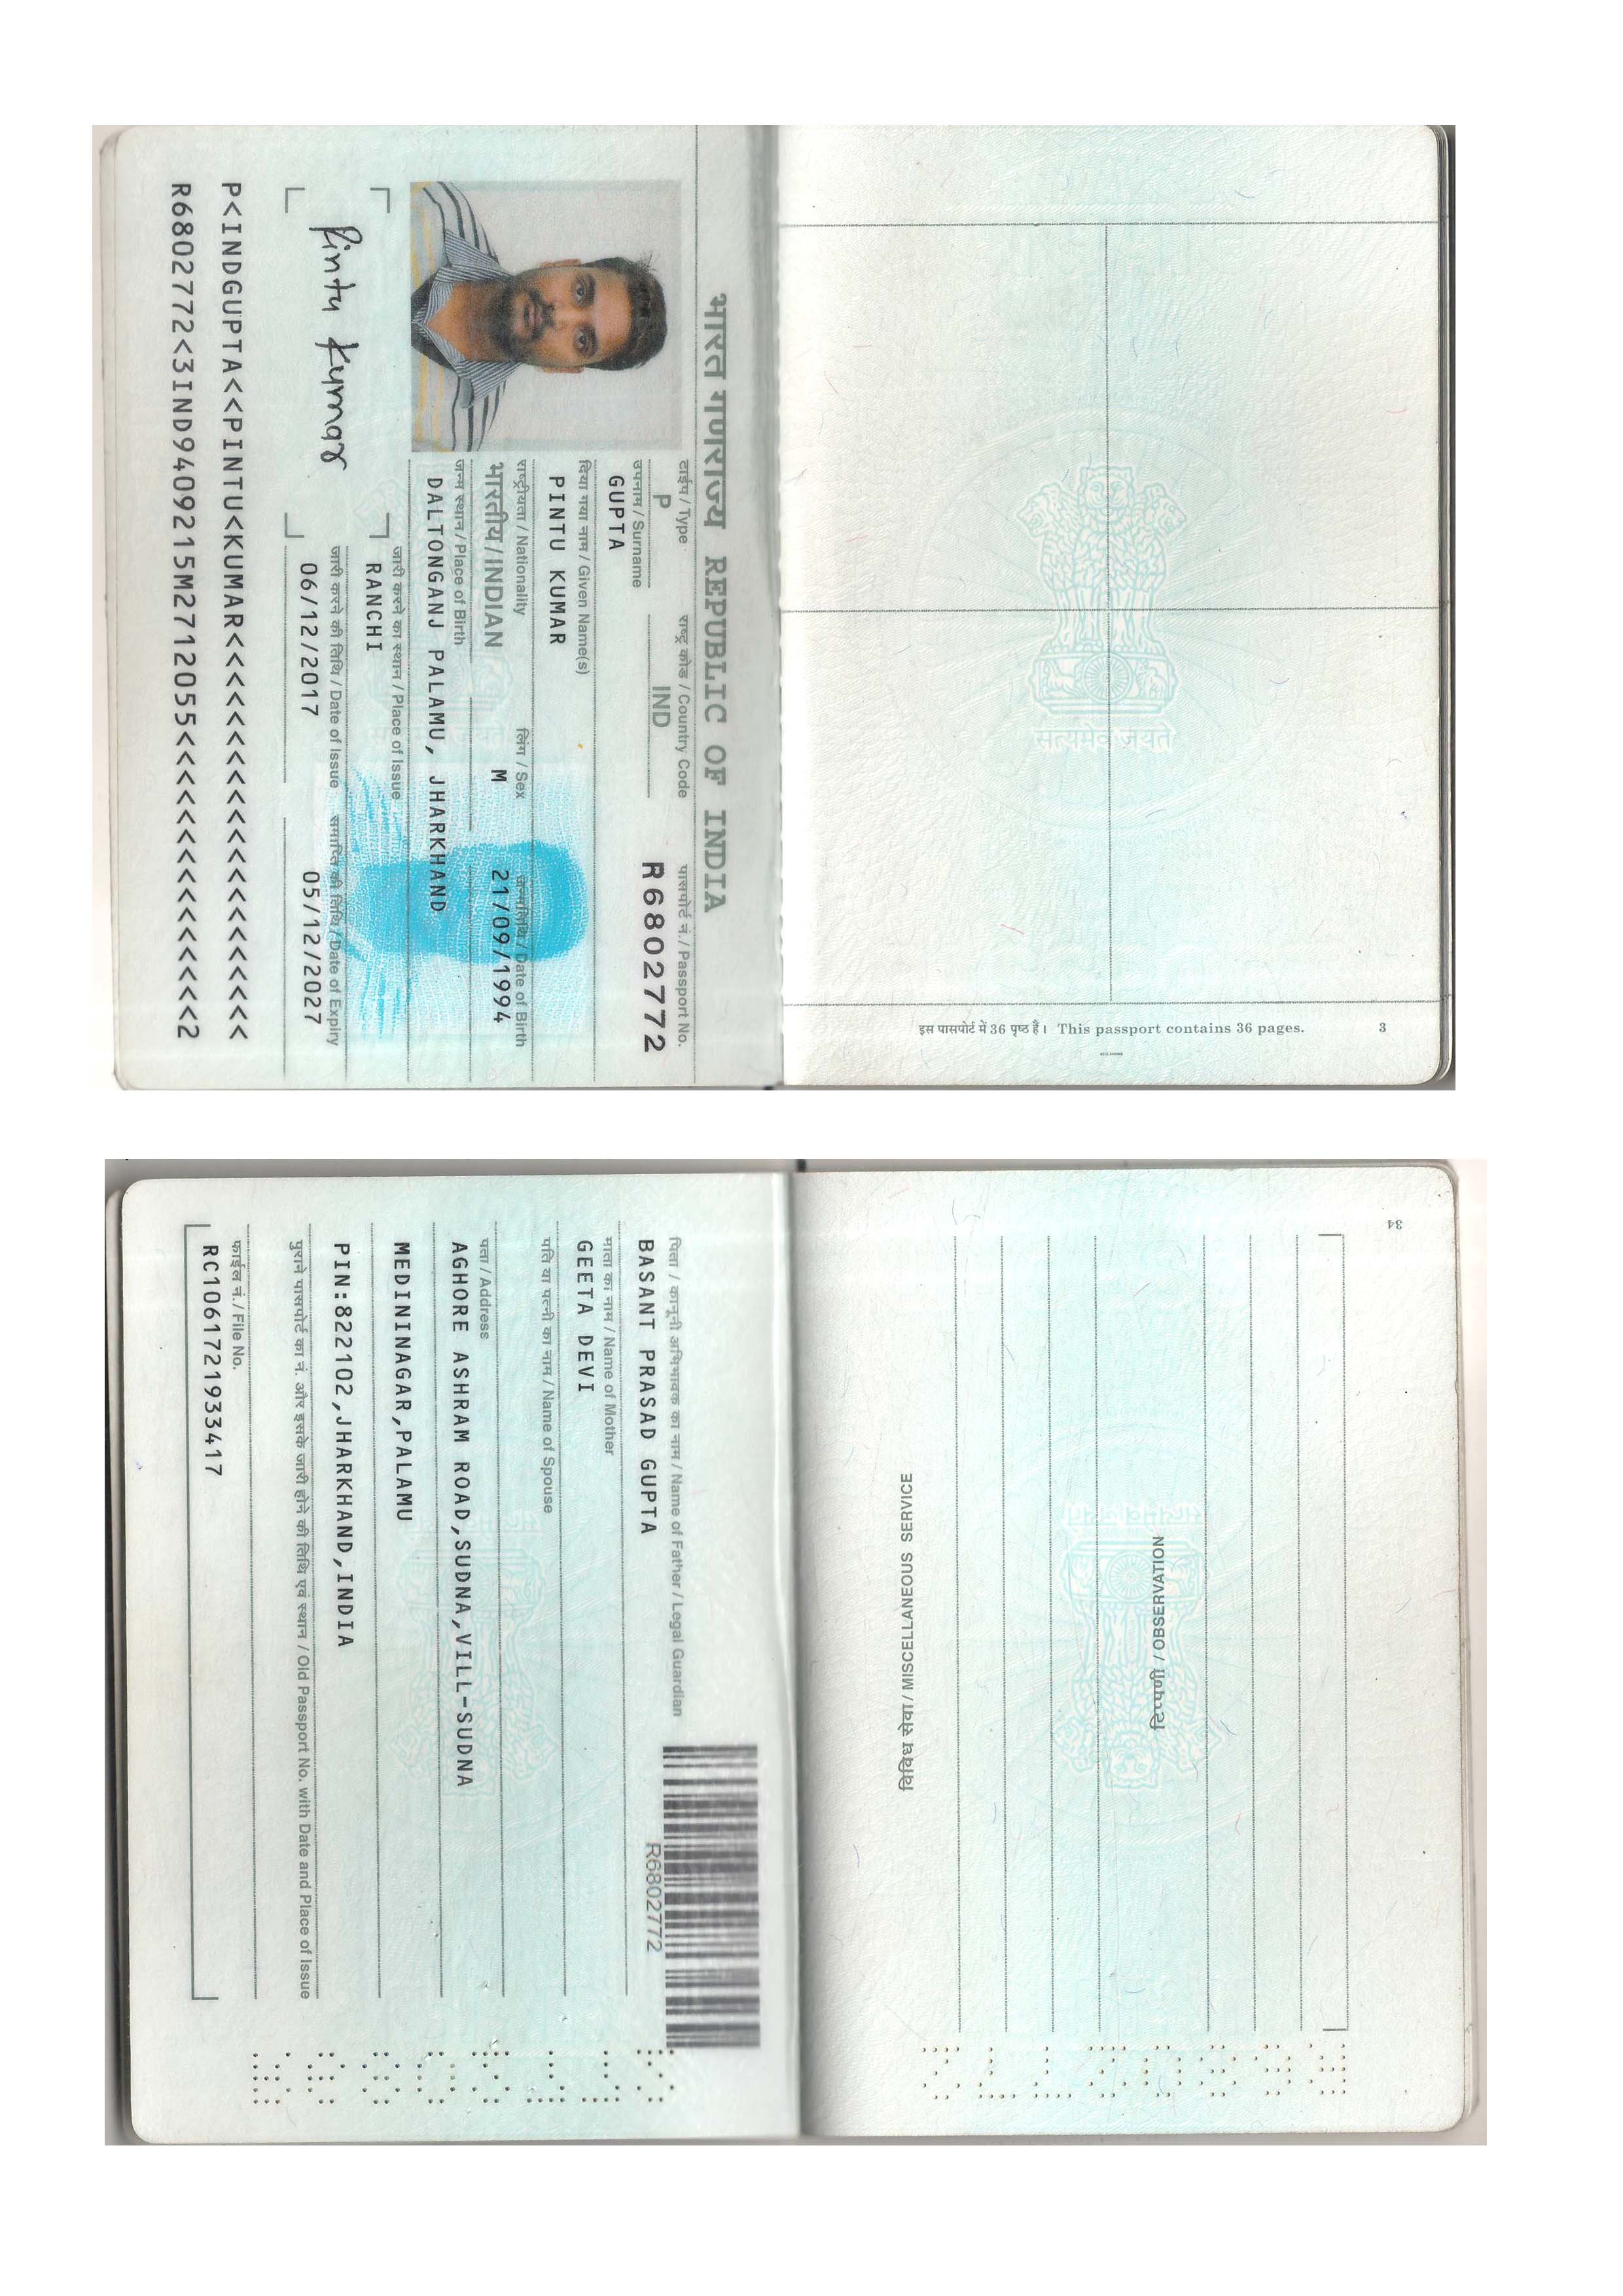 भारत गणराज्य REPUBLIC OF INDIA
टाईप / Type
राष्ट्र कोड / Country Code
पासपोर्ट नं. / Passport No.
P
IND
R6802772
उपनाम / Surname
GUPTA
दिया गया नाम / Given Name(s)
PINTU KUMAR
राष्ट्रीयता / Nationality
लिंग / Sex
जन्मतिथि / Date of Birth
भारतीय / INDIAN
M
21/09/1994
जन्म स्थान / Place of Birth
DALTONGANJ PALAMU, JHARKHAND
जारी करने का स्थान / Place of Issue
RANCHI
जारी करने की तिथि / Date of Issue
समाप्ति की तिथि / Date of Expiry
06/12/2017
05/12/2027
Pintu Kumar
P<INDGUPTA<<PINTU<KUMAR<<<<<<<<<<<<<<<<<<<<<
R6802772<3IND9409215M2712055<<<<<<<<<<<<<<<2
सत्यमेव जयते
इस पासपोर्ट में 36 पृष्ठ हैं। This passport contains 36 pages.
3
पिता / कानूनी अभिभावक का नाम / Name of Father / Legal Guardian
BASANT PRASAD GUPTA
R6802772
माता का नाम / Name of Mother
GEETA DEVI
पति या पत्नी का नाम / Name of Spouse
पता / Address
AGHORE ASHRAM ROAD,SUDNA,VILL-SUDNA
MEDININAGAR,PALAMU
PIN:822102,JHARKHAND,INDIA
पुराने पासपोर्ट का नं. और इसके जारी होने की तिथि एवं स्थान / Old Passport No. with Date and Place of Issue
फाईल नं. / File No.
RC1061721933417
R6802772
34
विविध सेवा / MISCELLANEOUS SERVICE
टिप्पणी / OBSERVATION
सत्यमेव जयते
R6802772